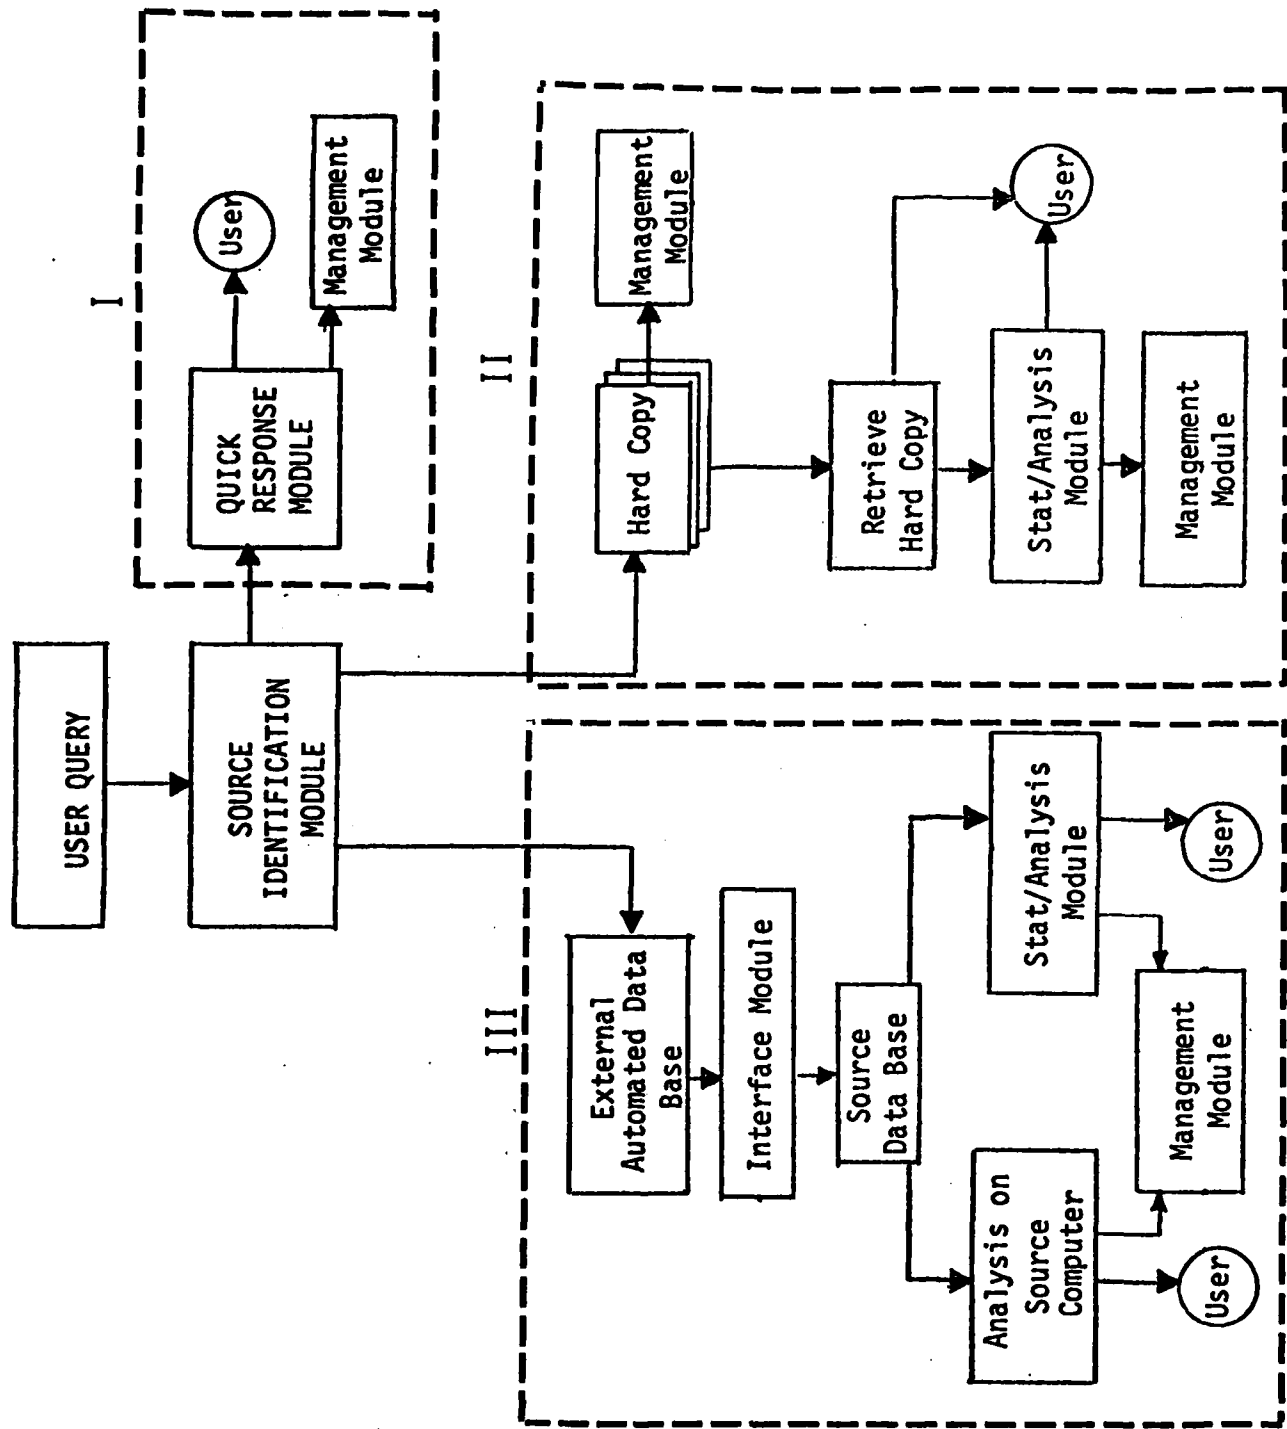 USER QUERY
SOURCE
IDENTIFICATION
MODULE
I
QUICK
RESPONSE
MODULE
User
Management
Module
II
Hard Copy
Management
Module
Retrieve
Hard Copy
User
Stat/Analysis
Module
Management
Module
III
External
Automated Data
Base
Interface Module
Source
Data Base
Analysis on
Source
Computer
Stat/Analysis
Module
Management
Module
User
User